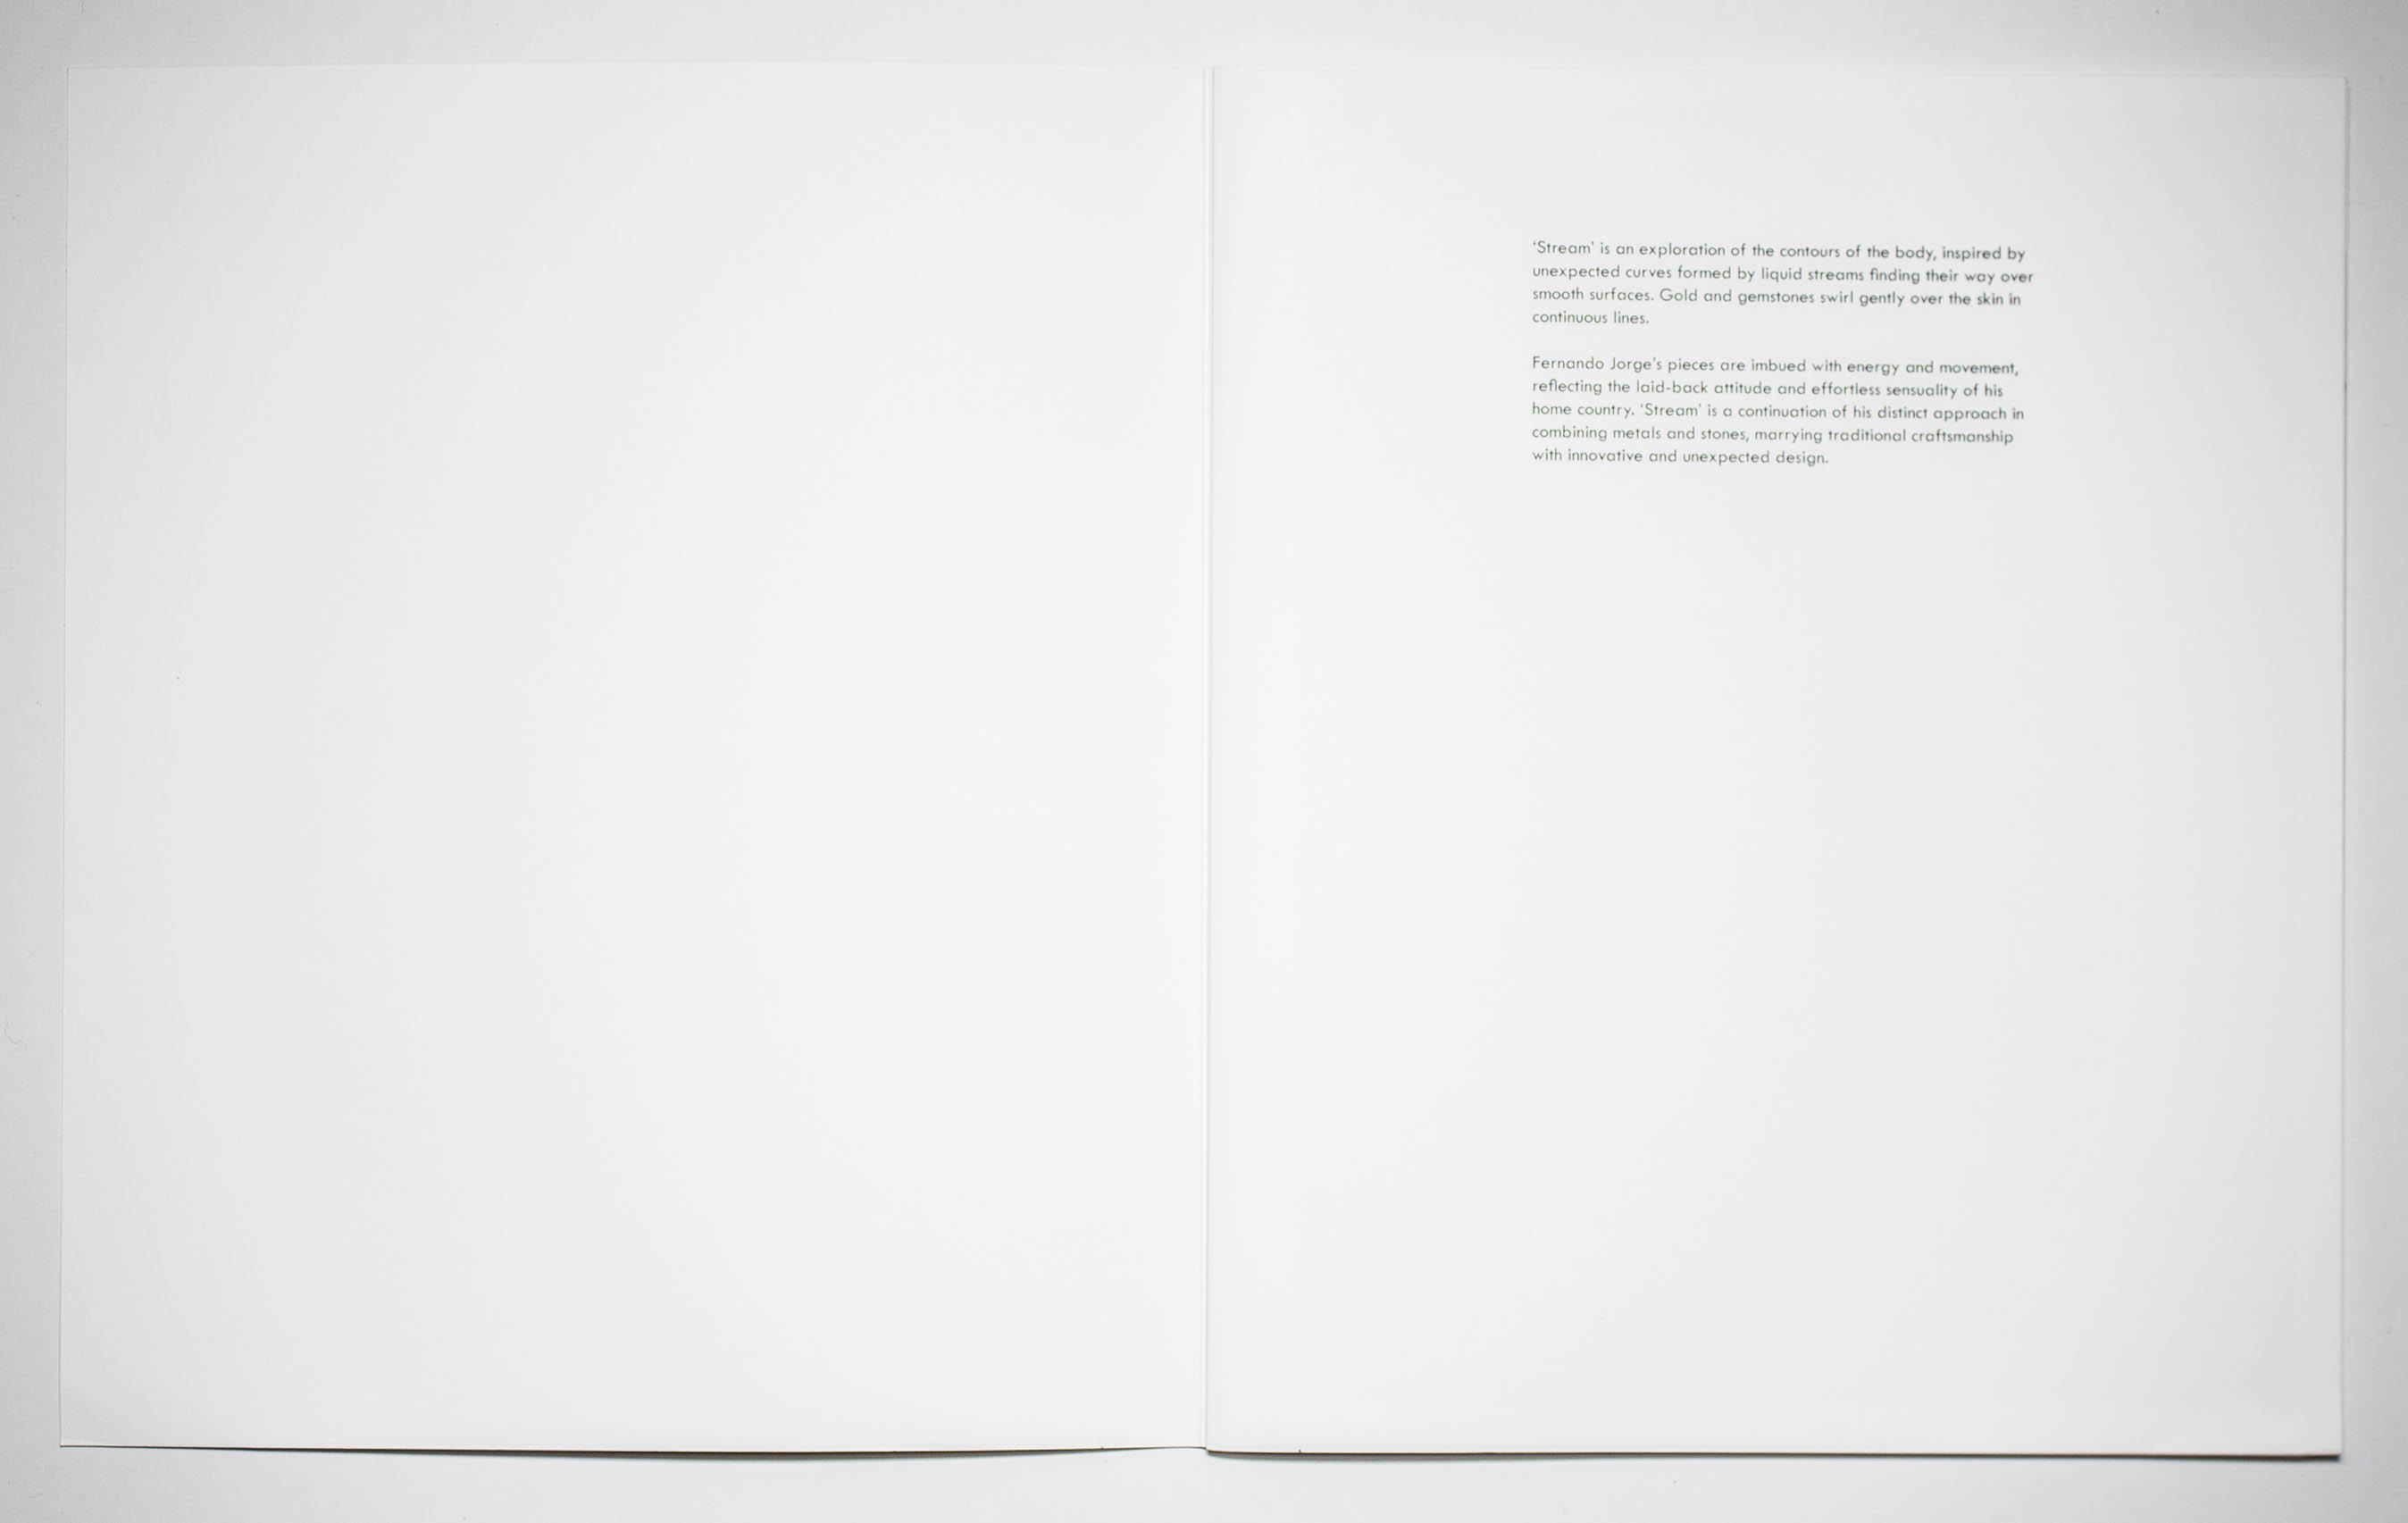 ‘Stream’ is an exploration of the contours of the body, inspired by
unexpected curves formed by liquid streams finding their way over
smooth surfaces. Gold and gemstones swirl gently over the skin in
continuous lines.
Fernando Jorge’s pieces are imbued with energy and movement,
reflecting the laid-back attitude and effortless sensuality of his
home country. ‘Stream’ is a continuation of his distinct approach in
combining metals and stones, marrying traditional craftsmanship
with innovative and unexpected design.